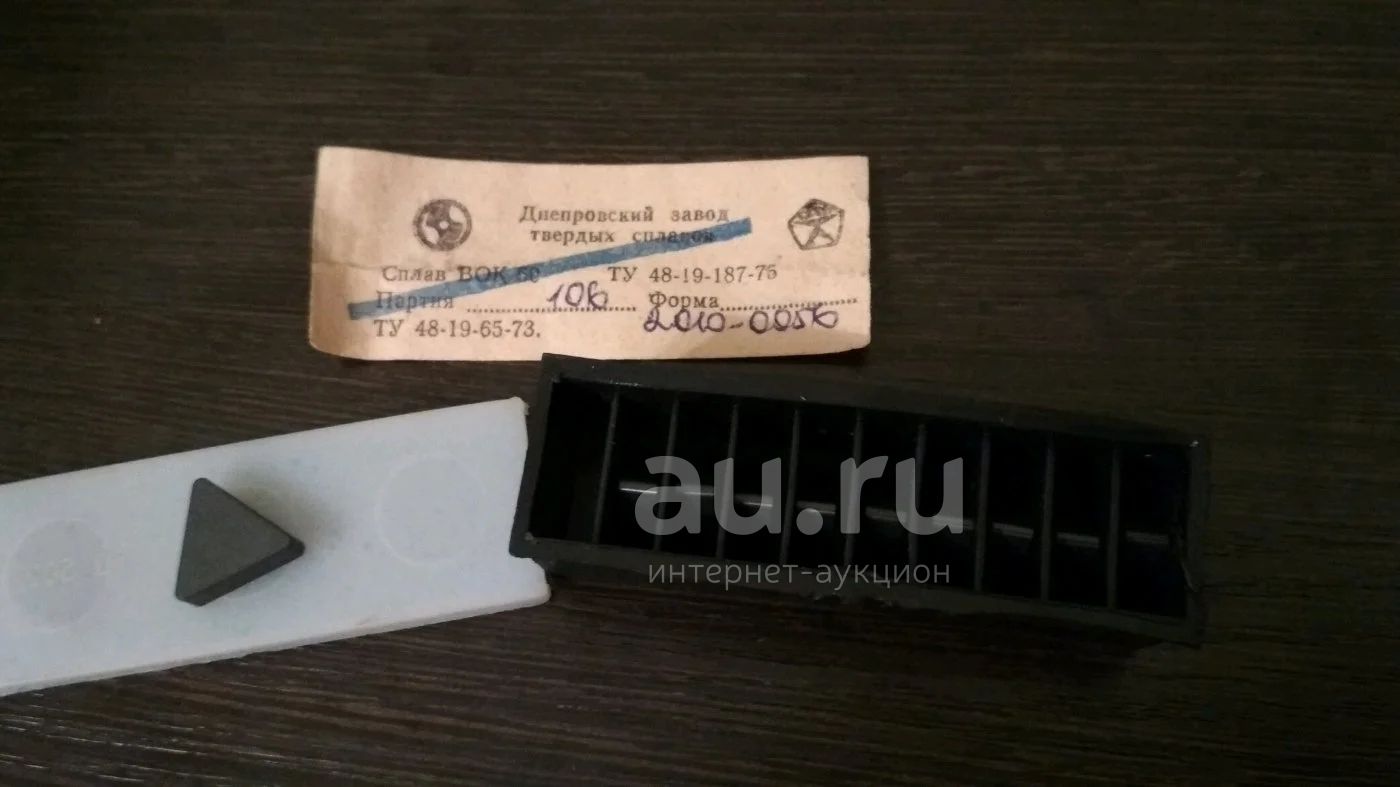 Днепровский завод
твердых сплавов
Сплав ВОК 60 ТУ 48-19-187-75
Партия 106 Форма
2010-0056
ТУ 48-19-65-73.
au.ru
интернет-аукцион